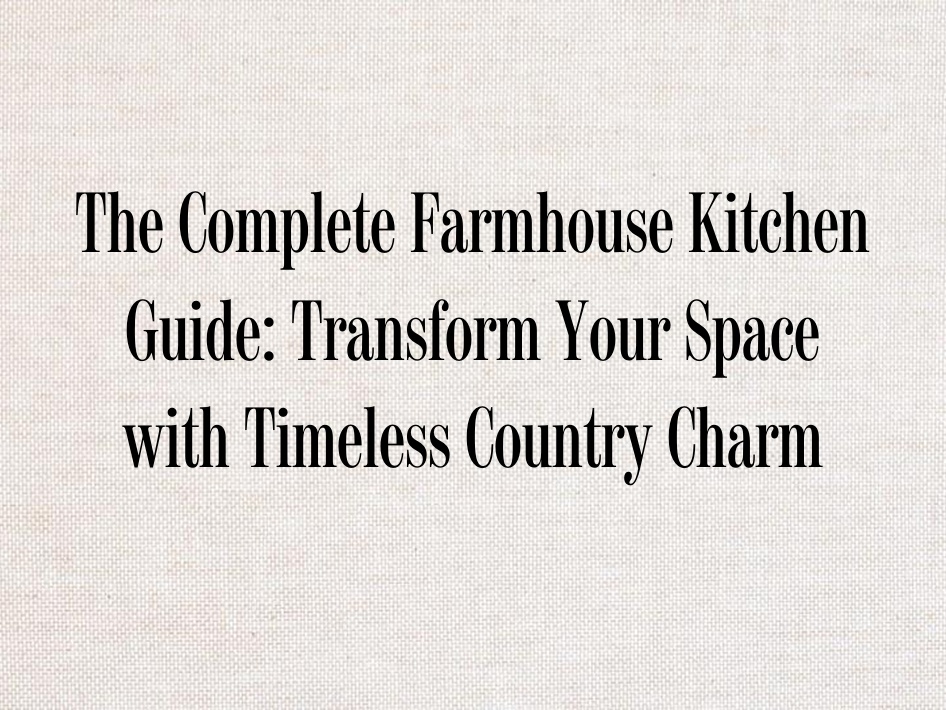 The Complete Farmhouse Kitchen
Guide: Transform Your Space
with Timeless Country Charm